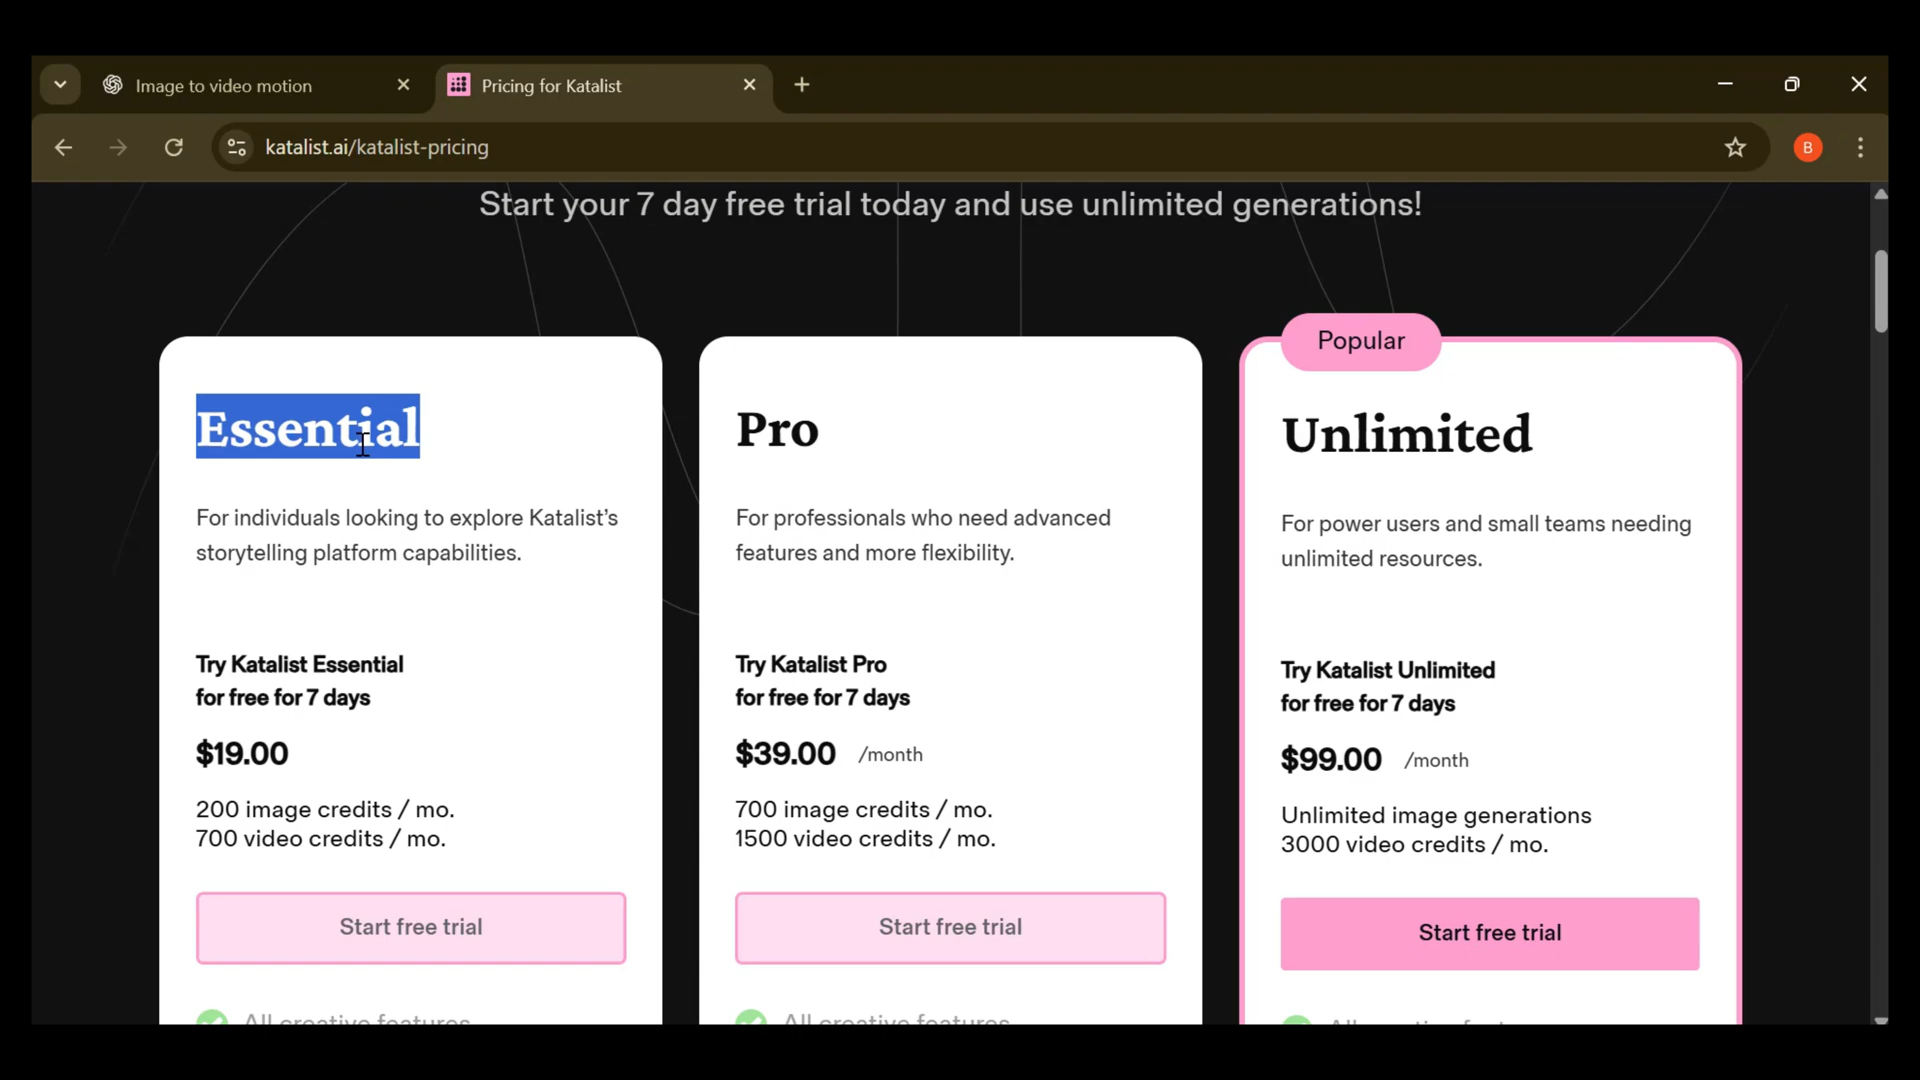 Image to video motion
Pricing for Katalist
katalist.ai/katalist-pricing
B
Start your 7 day free trial today and use unlimited generations!
Essential
For individuals looking to explore Katalist’s
storytelling platform capabilities.
Try Katalist Essential
for free for 7 days
$19.00
200 image credits / mo.
700 video credits / mo.
Start free trial
All creative features
Pro
For professionals who need advanced
features and more flexibility.
Try Katalist Pro
for free for 7 days
$39.00 /month
700 image credits / mo.
1500 video credits / mo.
Start free trial
All creative features
Popular
Unlimited
For power users and small teams needing
unlimited resources.
Try Katalist Unlimited
for free for 7 days
$99.00 /month
Unlimited image generations
3000 video credits / mo.
Start free trial